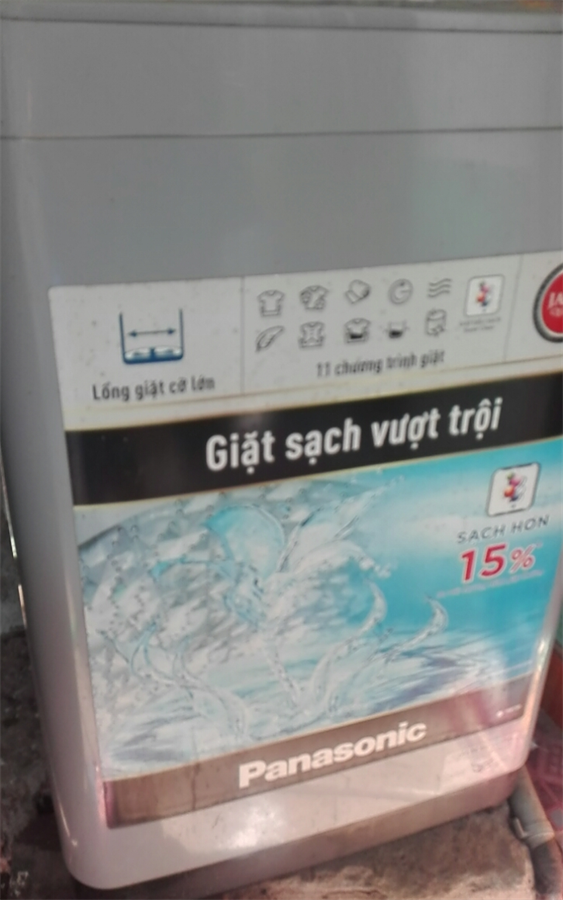 Lồng giặt cỡ lớn
11 chương trình giặt
Giặt sạch vượt trội
SẠCH HƠN
15%
Panasonic